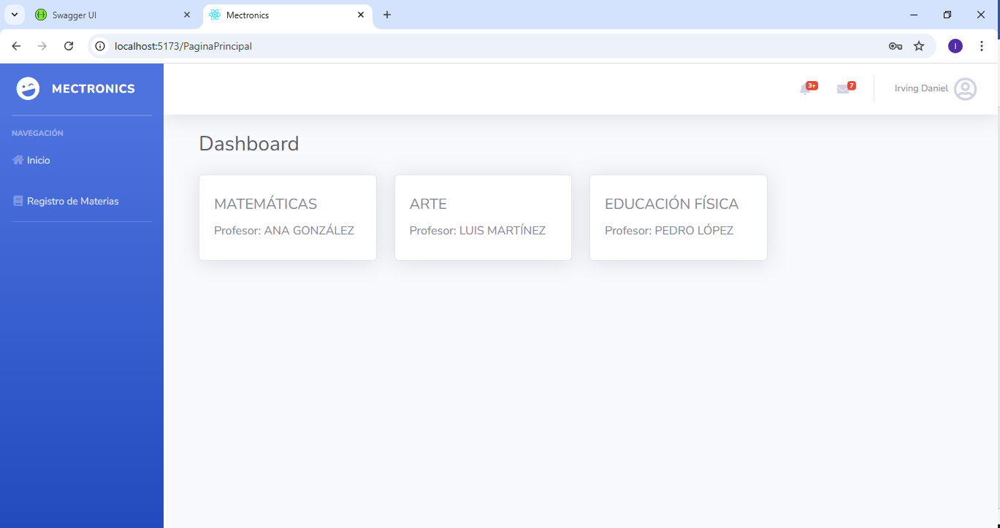 Swagger UI
Mectronics
localhost:5173/PaginaPrincipal
I
MECTRONICS
3+
7
Irving Daniel
NAVEGACIÓN
Inicio
Registro de Materias
Dashboard
MATEMÁTICAS
Profesor: ANA GONZÁLEZ
ARTE
Profesor: LUIS MARTÍNEZ
EDUCACIÓN FÍSICA
Profesor: PEDRO LÓPEZ